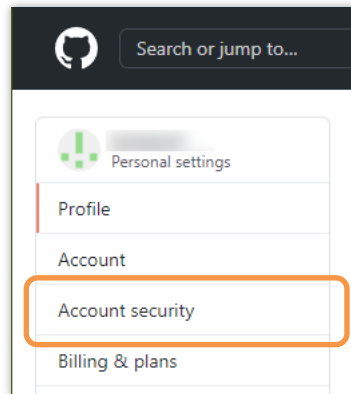 Search or jump to...
Personal settings
Profile
Account
Account security
Billing & plans